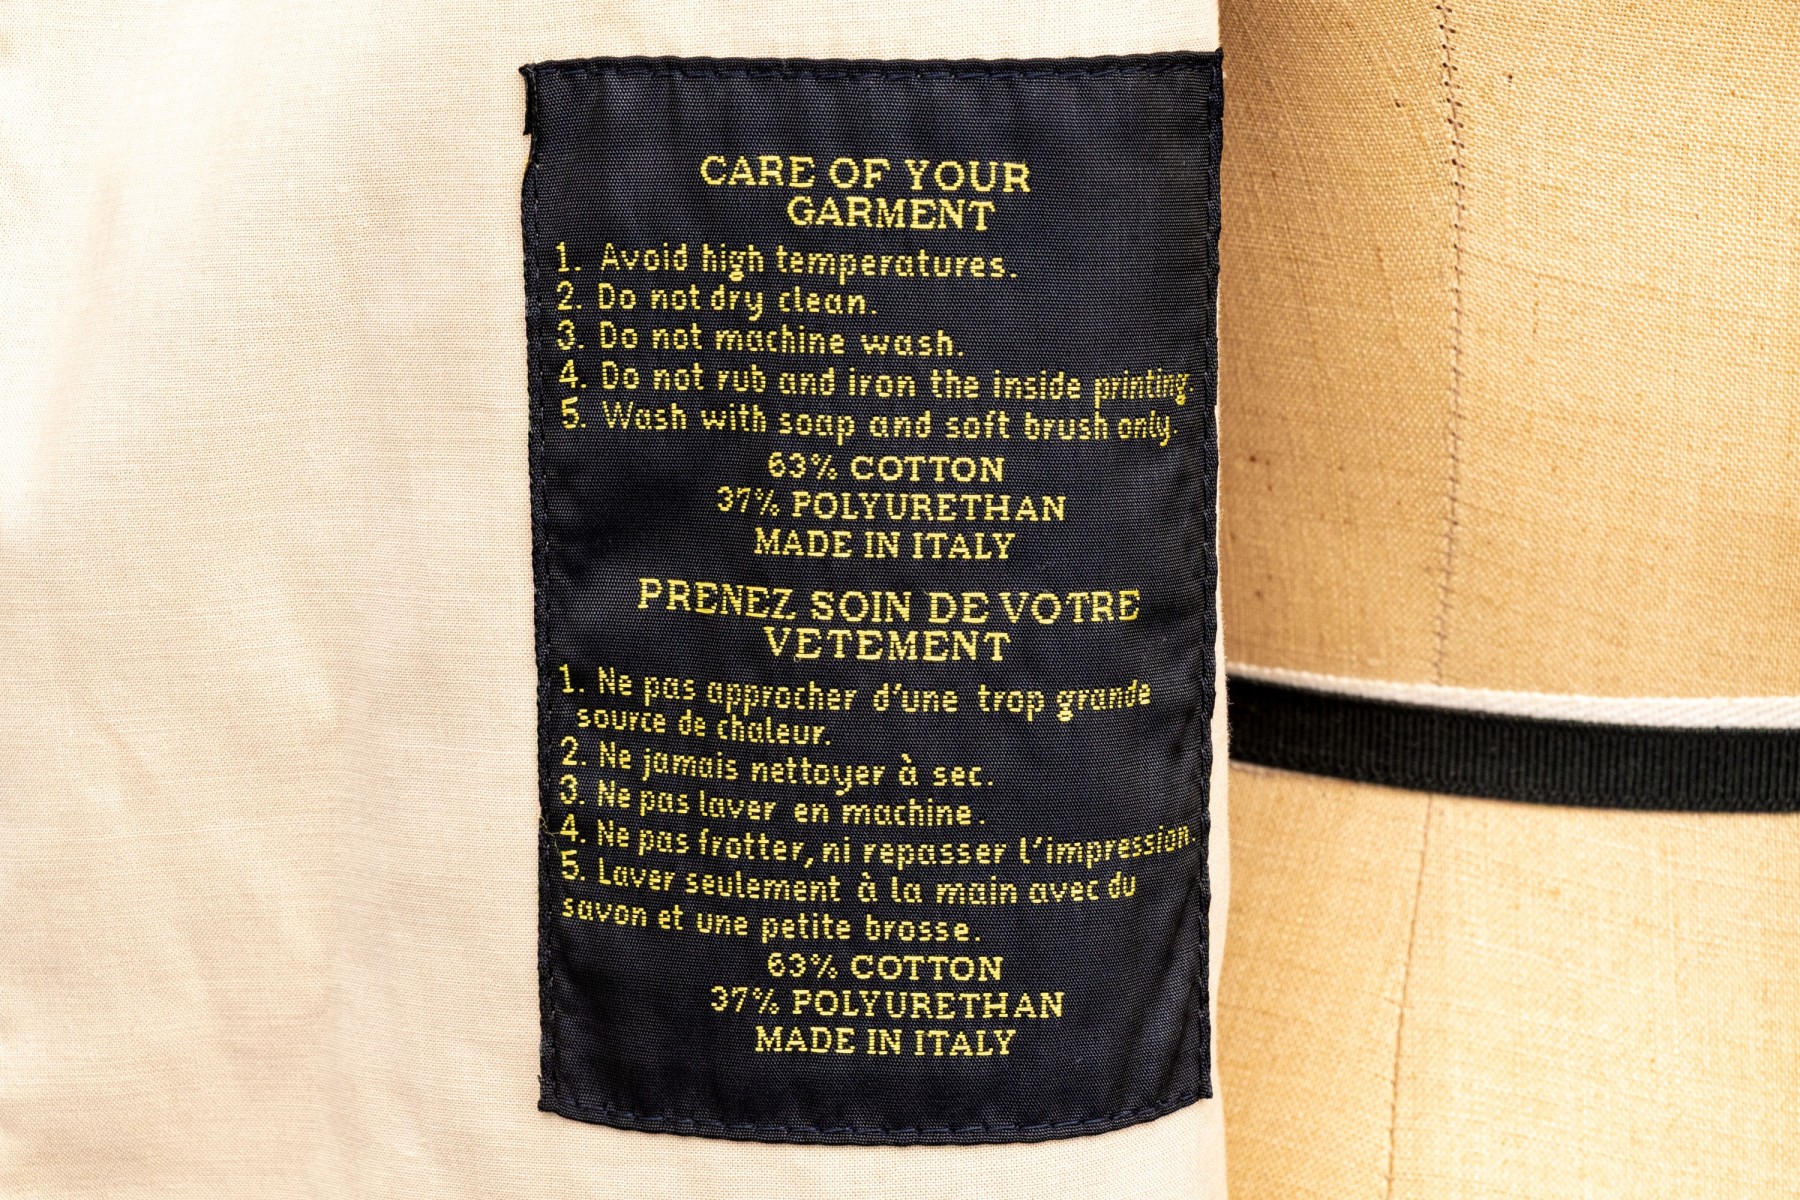 CARE OF YOUR
GARMENT
1. Avoid high temperatures.
2. Do not dry clean.
3. Do not machine wash.
4. Do not rub and iron the inside printing.
5. Wash with soap and soft brush only.
63% COTTON
37% POLYURETHAN
MADE IN ITALY
PRENEZ SOIN DE VOTRE
VETEMENT
1. Ne pas approcher d'une trop grande
source de chaleur.
2. Ne jamais nettoyer à sec.
3. Ne pas laver en machine.
4. Ne pas frotter, ni repasser l'impression.
5. Laver seulement à la main avec du
savon et une petite brosse.
63% COTTON
37% POLYURETHAN
MADE IN ITALY